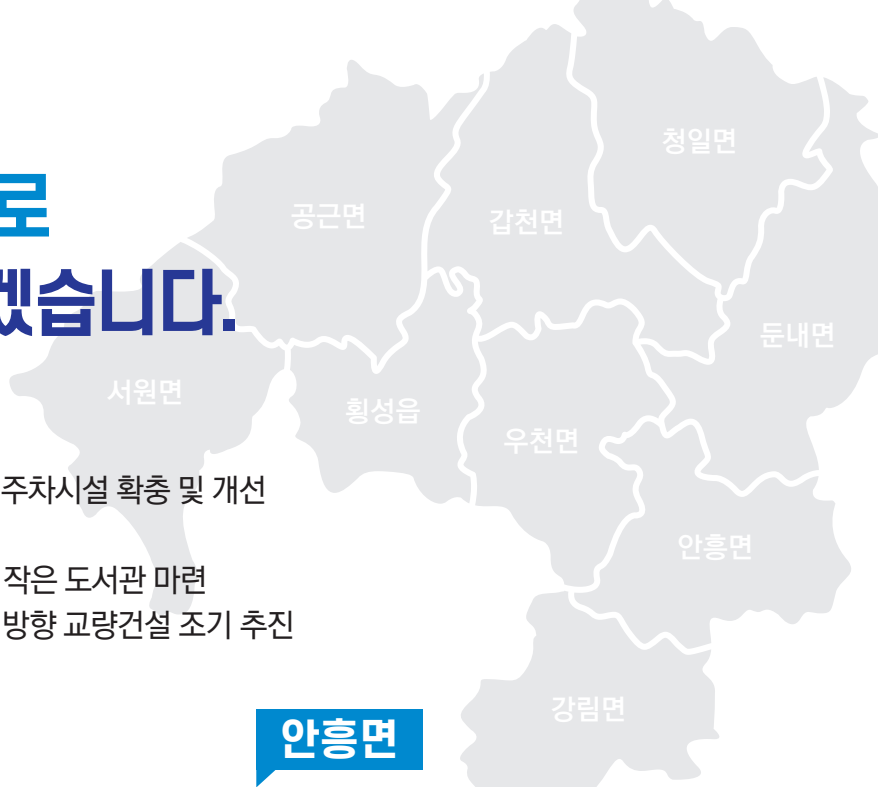 청일면
로
공근면
갑천면
겠습니다.
둔내면
서원면
횡성읍
우천면
주차시설 확충 및 개선
안흥면
작은 도서관 마련
방향 교량건설 조기 추진
강림면
안흥면